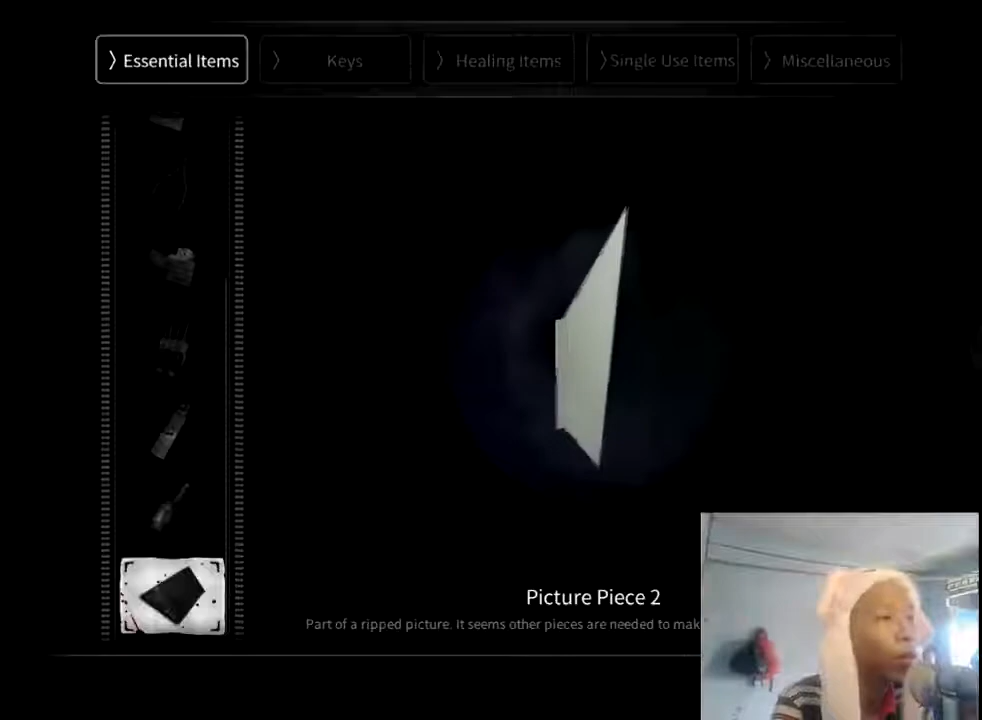 〉Essential Items
〉 Keys
〉 Healing Items
〉Single Use Items
〉 Miscellaneous
Picture Piece 2
Part of a ripped picture. It seems other pieces are needed to